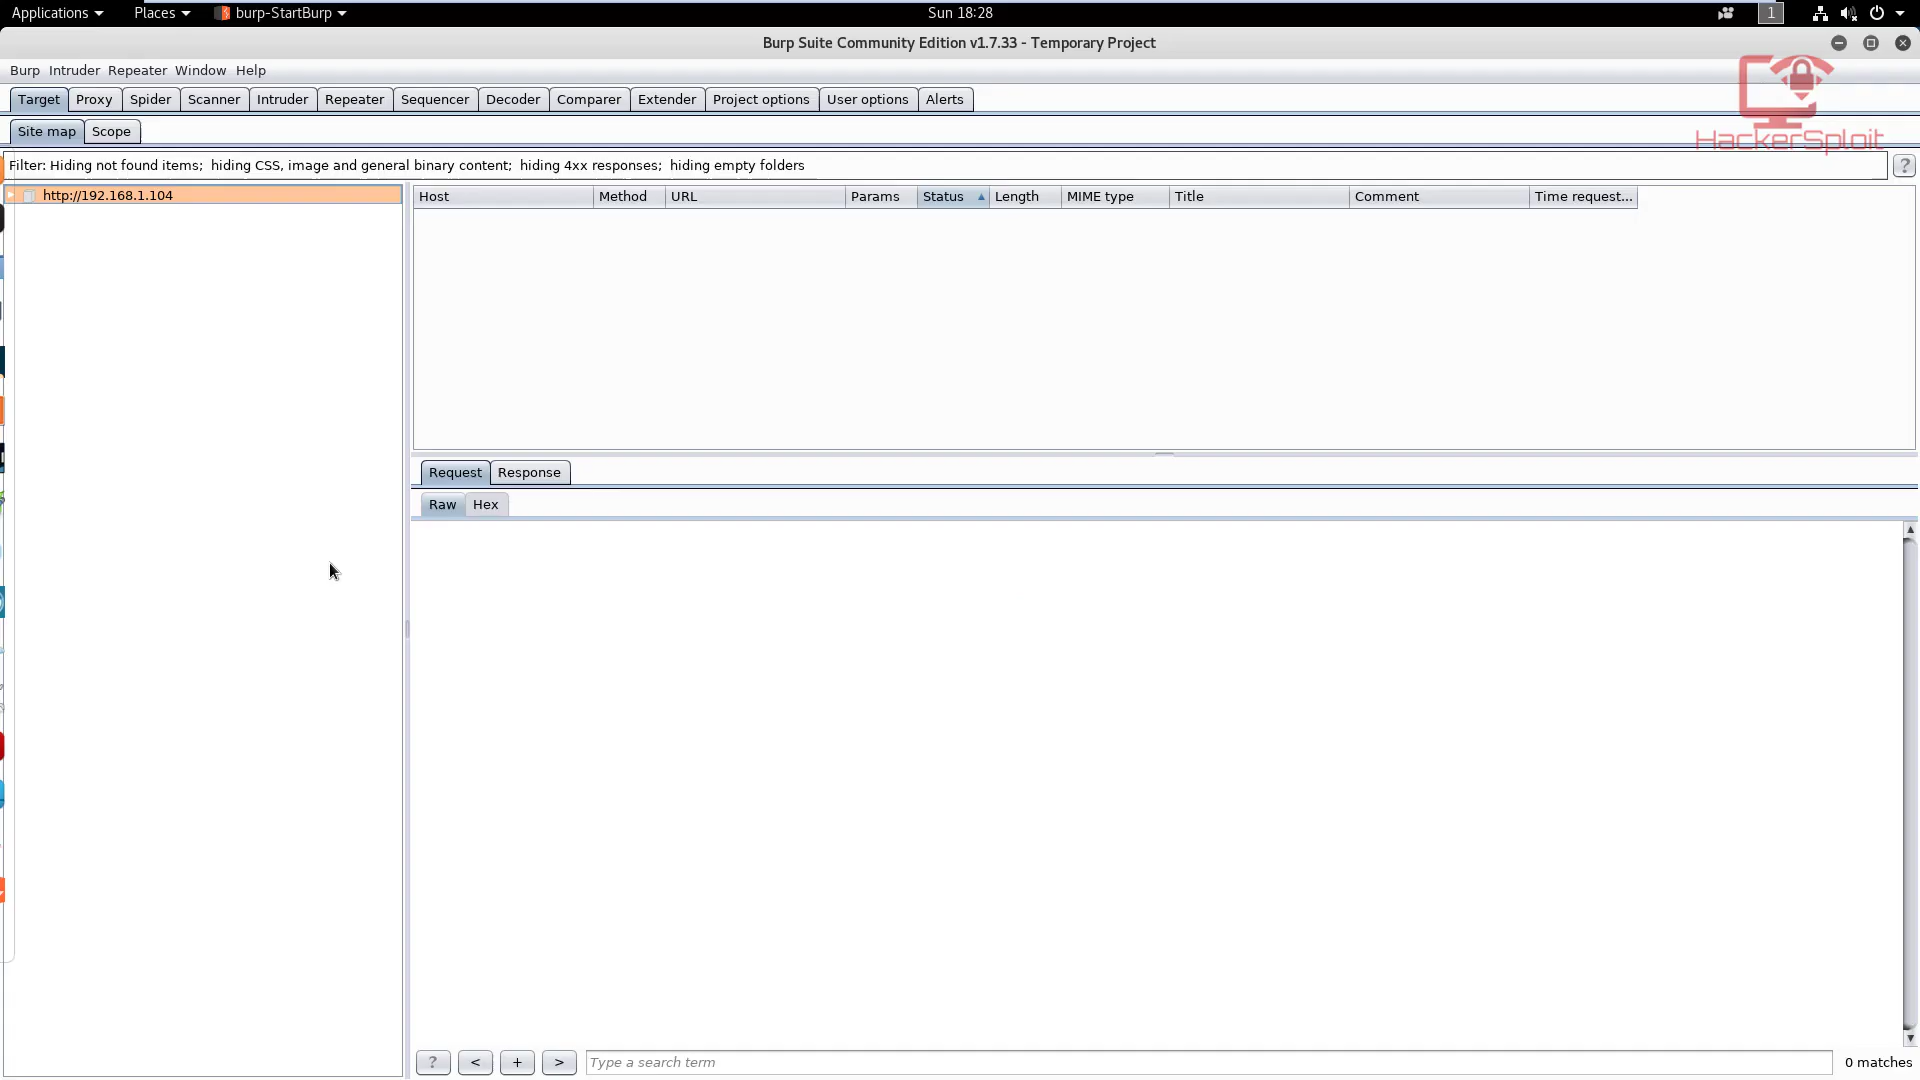 Applications Places burp-StartBurp Sun 18:28 1
Burp Suite Community Edition v1.7.33 - Temporary Project
Burp Intruder Repeater Window Help
Target Proxy Spider Scanner Intruder Repeater Sequencer Decoder Comparer Extender Project options User options Alerts
HackerSploit
Site map Scope
Filter: Hiding not found items; hiding CSS, image and general binary content; hiding 4xx responses; hiding empty folders ?
http://192.168.1.104
Host Method URL Params Status Length MIME type Title Comment Time request...
Request Response
Raw Hex
? < + > Type a search term 0 matches